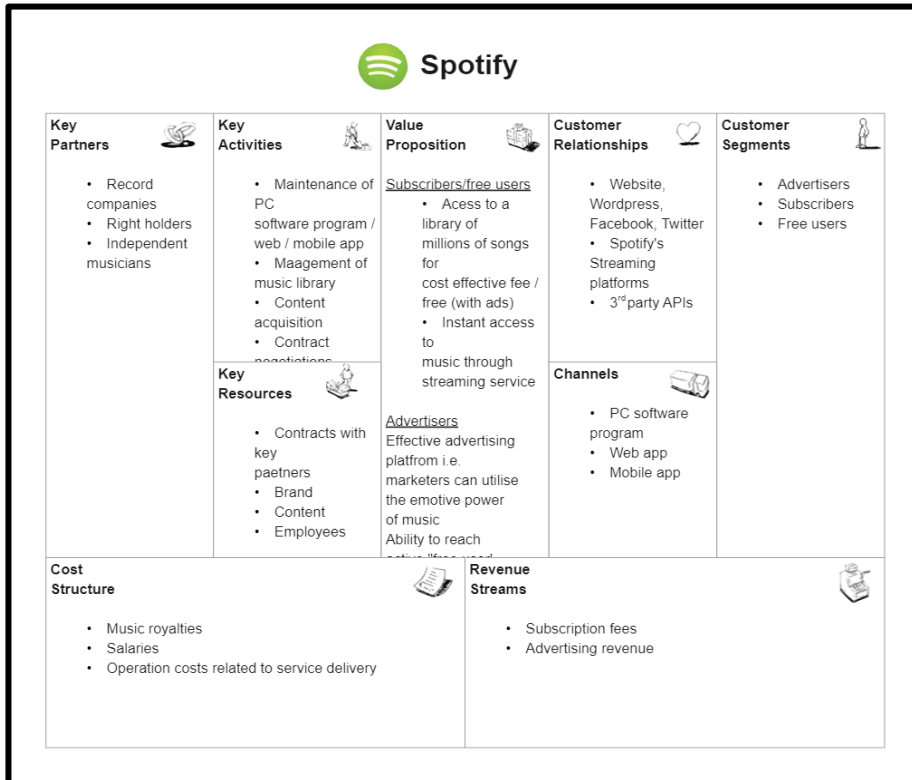 Spotify
Key
Partners
• Record
companies
• Right holders
• Independent
musicians
Key
Activities
• Maintenance of
PC
software program /
web / mobile app
• Maagement of
music library
• Content
acquisition
• Contract
negotiations
Key
Resources
• Contracts with
key
paetners
• Brand
• Content
• Employees
Value
Proposition
Subscribers/free users
• Acess to a
library of
millions of songs
for
cost effective fee /
free (with ads)
• Instant access
to
music through
streaming service
Advertisers
Effective advertising
platfrom i.e.
marketers can utilise
the emotive power
of music
Ability to reach
active "free user'
Customer
Relationships
• Website,
Wordpress,
Facebook, Twitter
• Spotify's
Streaming
platforms
• 3rd party APIs
Channels
• PC software
program
• Web app
• Mobile app
Customer
Segments
• Advertisers
• Subscribers
• Free users
Cost
Structure
• Music royalties
• Salaries
• Operation costs related to service delivery
Revenue
Streams
• Subscription fees
• Advertising revenue